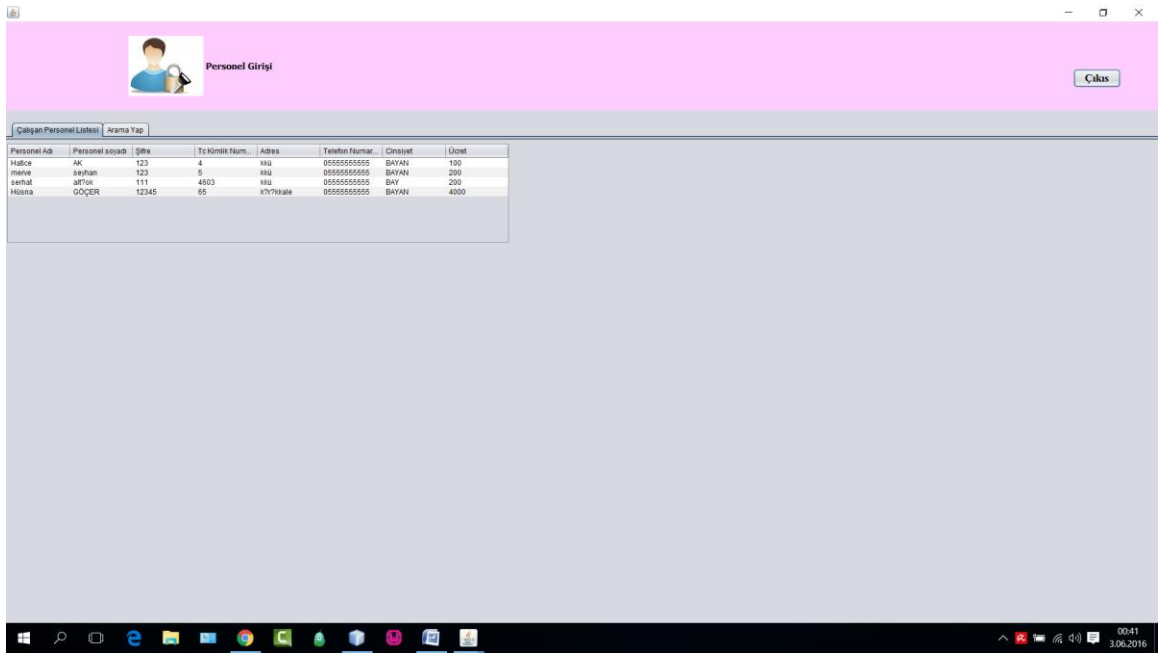 Personel Girişi
Çıkıs
Çalışan Personel Listesi Arama Yap
Personel Adı Personel soyadı Şifre Tc Kimlik Num... Adres Telefon Numar... Cinsiyet Ücret
Hatice AK 123 4 kkü 05555555555 BAYAN 100
merve seyhan 123 5 kkü 05555555555 BAYAN 200
serhat alt?ok 111 4603 kkü 05555555555 BAY 200
Hüsna GÖÇER 12345 65 k?r?kkale 05555555555 BAYAN 4000
00:41
3.06.2016